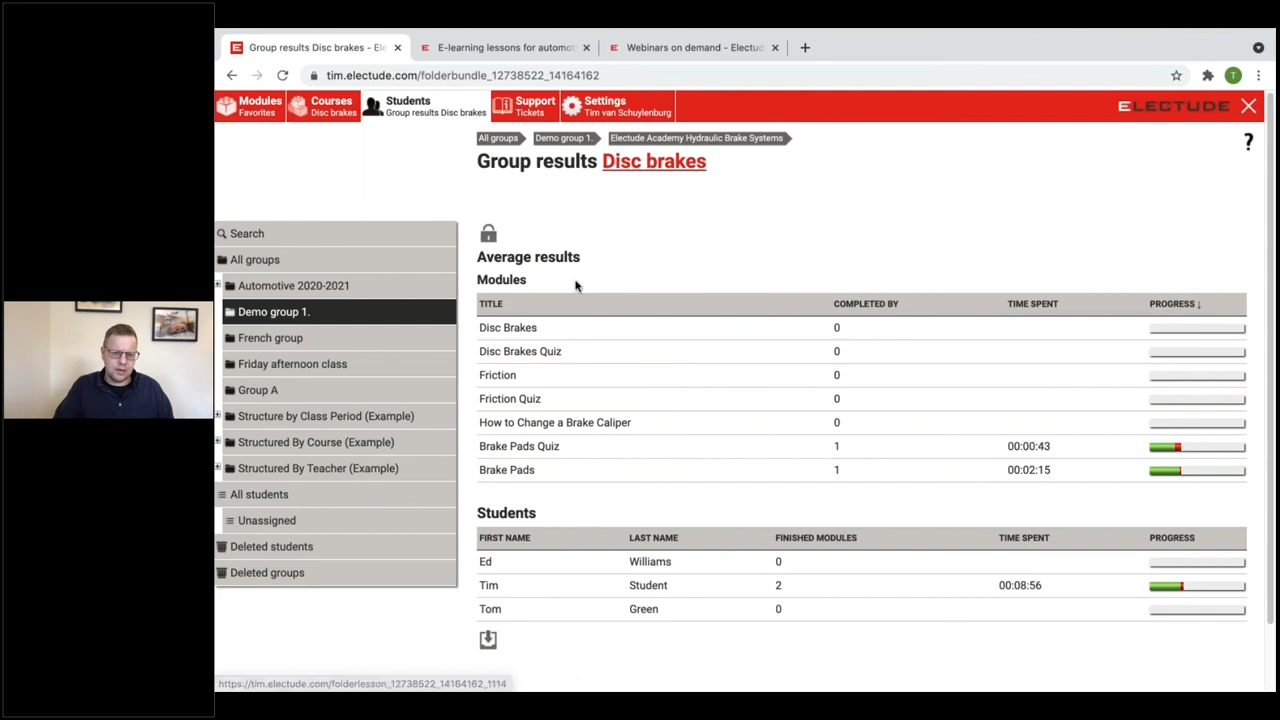 Group results Disc brakes - Ele
E-learning lessons for automot
Webinars on demand - Electud
tim.electude.com/folderbundle_12738522_14164162
T
Modules
Favorites
Courses
Disc brakes
Students
Group results Disc brakes
Support
Tickets
Settings
Tim van Schuylenburg
ELECTUDE
All groups
Demo group 1.
Electude Academy Hydraulic Brake Systems
?
Group results Disc brakes
Search
All groups
Automotive 2020-2021
Demo group 1.
French group
Friday afternoon class
Group A
Structure by Class Period (Example)
Structured By Course (Example)
Structured By Teacher (Example)
All students
Unassigned
Deleted students
Deleted groups
Average results
Modules
TITLE COMPLETED BY TIME SPENT PROGRESS ↓
Disc Brakes 0
Disc Brakes Quiz 0
Friction 0
Friction Quiz 0
How to Change a Brake Caliper 0
Brake Pads Quiz 1 00:00:43
Brake Pads 1 00:02:15
Students
FIRST NAME LAST NAME FINISHED MODULES TIME SPENT PROGRESS
Ed Williams 0
Tim Student 2 00:08:56
Tom Green 0
https://tim.electude.com/folderlesson_12738522_14164162_1114